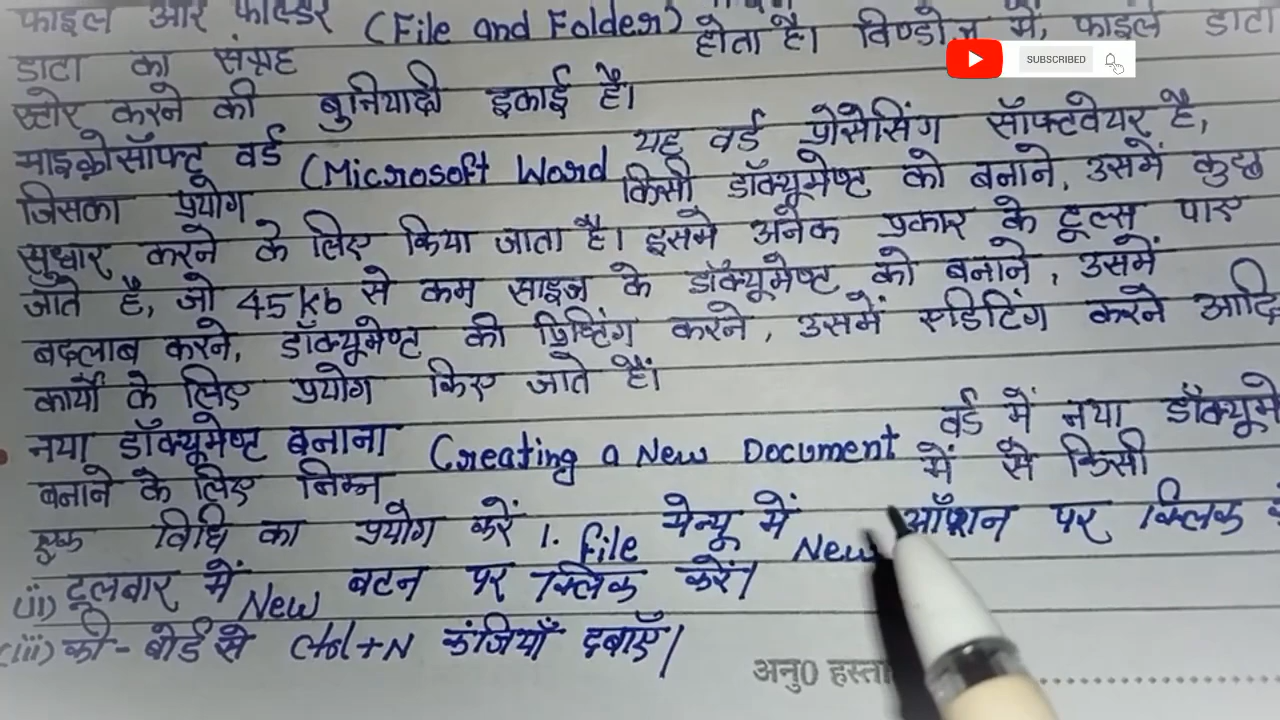 फाइल और फोल्डर (File and Folder) होता है। विण्डोज में, फाइलें डाटा
डाटा का संग्रह
स्टोर करने की बुनियादी इकाई है।
माइक्रोसॉफ्ट वर्ड (Microsoft Word यह वर्ड प्रोसेसिंग सॉफ्टवेयर है,
जिसका प्रयोग किसी डॉक्यूमेण्ट को बनाने, उसमें कुछ
सुधार करने के लिए किया जाता है। इसमे अनेक प्रकार के टूल्स पाए
जाते है, जो 45kb से कम साइज के डॉक्यूमेण्ट को बनाने, उसमें
बदलाब करने, डॉक्यूमेण्ट की प्रिण्टिंग करने, उसमें एडिटिंग करने आदि
कार्यो के लिए प्रयोग किए जाते हैं।
नया डॉक्यूमेण्ट बनाना Creating a New Document वर्ड में नया डॉक्यूमे
बनाने के लिए निम्न में से किसी
एक विधि का प्रयोग करें 1. file मेन्यू में New ऑप्शन पर क्लिक
(ii) टूलबार में New बटन पर क्लिक करें।
(iii) की-बोर्ड से Ctrl+N कुंजियाँ दबाएँ।
अनु0 हस्ता
SUBSCRIBED